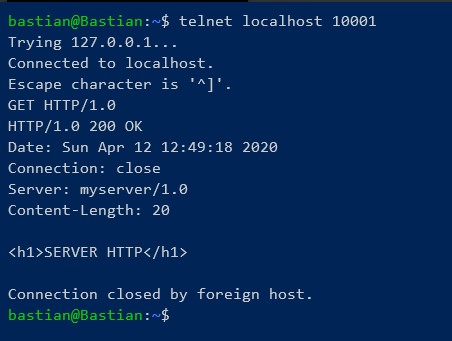 bastian@Bastian:~$ telnet localhost 10001
Trying 127.0.0.1...
Connected to localhost.
Escape character is '^]'.
GET HTTP/1.0
HTTP/1.0 200 OK
Date: Sun Apr 12 12:49:18 2020
Connection: close
Server: myserver/1.0
Content-Length: 20
<h1>SERVER HTTP</h1>
Connection closed by foreign host.
bastian@Bastian:~$